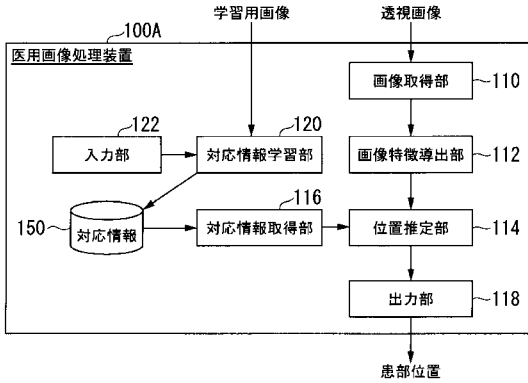 学習用画像
透視画像
100A
医用画像処理装置
画像取得部
110
122
120
入力部
対応情報学習部
画像特徴導出部
112
116
150
対応情報
対応情報取得部
位置推定部
114
出力部
118
患部位置